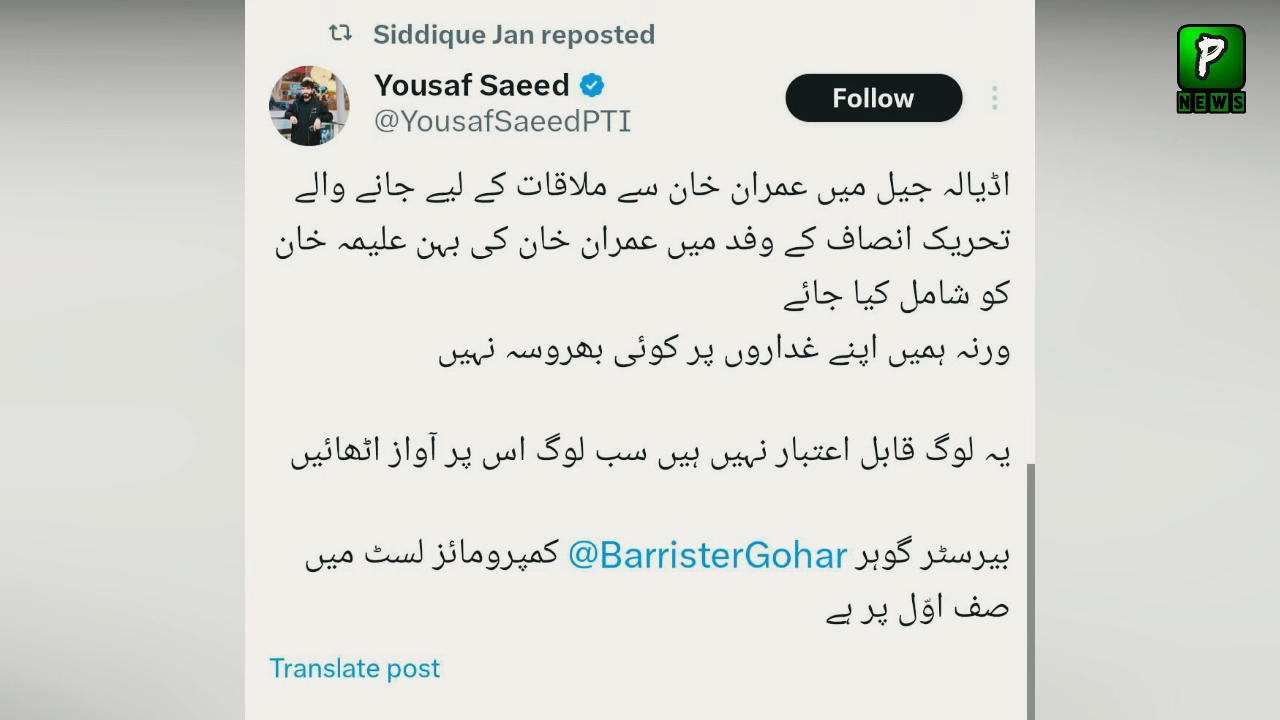 Siddique Jan reposted
Yousaf Saeed
@YousafSaeedPTI
Follow
P
NEWS
اڈیالہ جیل میں عمران خان سے ملاقات کے لیے جانے والے
تحریک انصاف کے وفد میں عمران خان کی بہن علیمہ خان
کو شامل کیا جائے
ورنہ ہمیں اپنے غداروں پر کوئی بھروسہ نہیں
یہ لوگ قابل اعتبار نہیں ہیں سب لوگ اس پر آواز اٹھائیں
بیرسٹر گوہر @BarristerGohar کمپرومائز لسٹ میں
صف اوّل پر ہے
Translate post